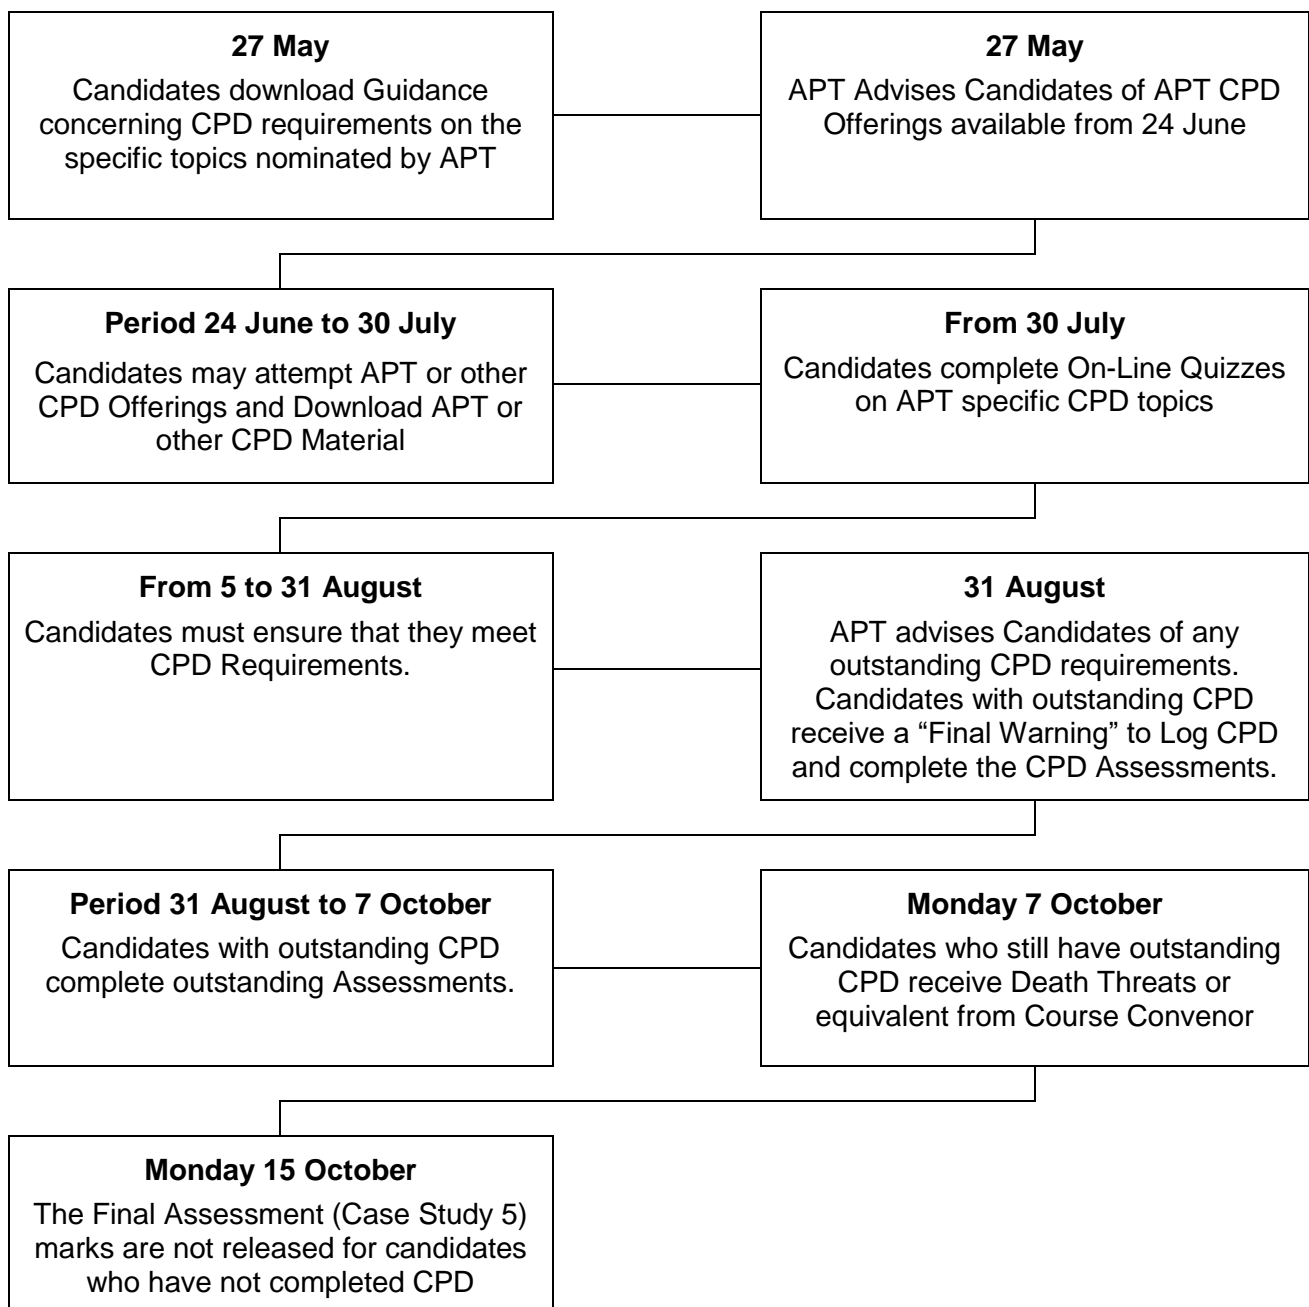 27 May
Candidates download Guidance
concerning CPD requirements on the
specific topics nominated by APT
27 May
APT Advises Candidates of APT CPD
Offerings available from 24 June
Period 24 June to 30 July
Candidates may attempt APT or other
CPD Offerings and Download APT or
other CPD Material
From 30 July
Candidates complete On-Line Quizzes
on APT specific CPD topics
From 5 to 31 August
Candidates must ensure that they meet
CPD Requirements.
31 August
APT advises Candidates of any
outstanding CPD requirements.
Candidates with outstanding CPD
receive a “Final Warning” to Log CPD
and complete the CPD Assessments.
Period 31 August to 7 October
Candidates with outstanding CPD
complete outstanding Assessments.
Monday 7 October
Candidates who still have outstanding
CPD receive Death Threats or
equivalent from Course Convenor
Monday 15 October
The Final Assessment (Case Study 5)
marks are not released for candidates
who have not completed CPD